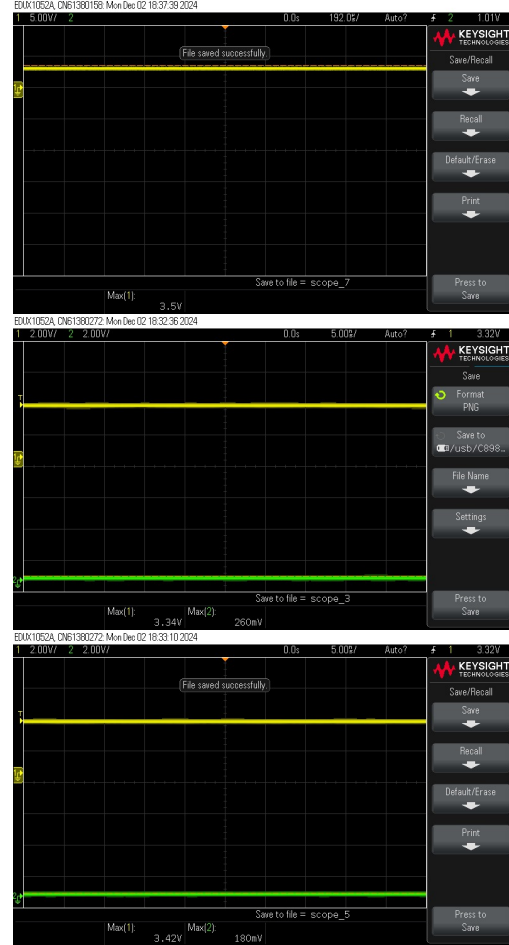 EDUX1052A, CN61380158: Mon Dec 02 18:37:39 2024
1 5.00V/ 2 0.0s 192.0s/ Auto? 2 1.01V
KEYSIGHT
TECHNOLOGIES
File saved successfully
Save/Recall
Save
Recall
Default/Erase
Print
Save to file = scope_7
Press to
Save
Max(1):
3.5V
EDUX1052A, CN61380272: Mon Dec 02 18:32:36 2024
1 2.00V/ 2 2.00V/ 0.0s 5.00s/ Auto? 1 3.32V
KEYSIGHT
TECHNOLOGIES
Save
Format
PNG
T
Save to
/usb/C898...
File Name
Settings
Save to file = scope_3
Press to
Save
Max(1): Max(2):
3.34V 260mV
EDUX1052A, CN61380272: Mon Dec 02 18:33:10 2024
1 2.00V/ 2 2.00V/ 0.0s 5.00s/ Auto? 1 3.32V
KEYSIGHT
TECHNOLOGIES
File saved successfully
Save/Recall
Save
T
Recall
Default/Erase
Print
Save to file = scope_5
Press to
Save
Max(1): Max(2):
3.42V 180mV